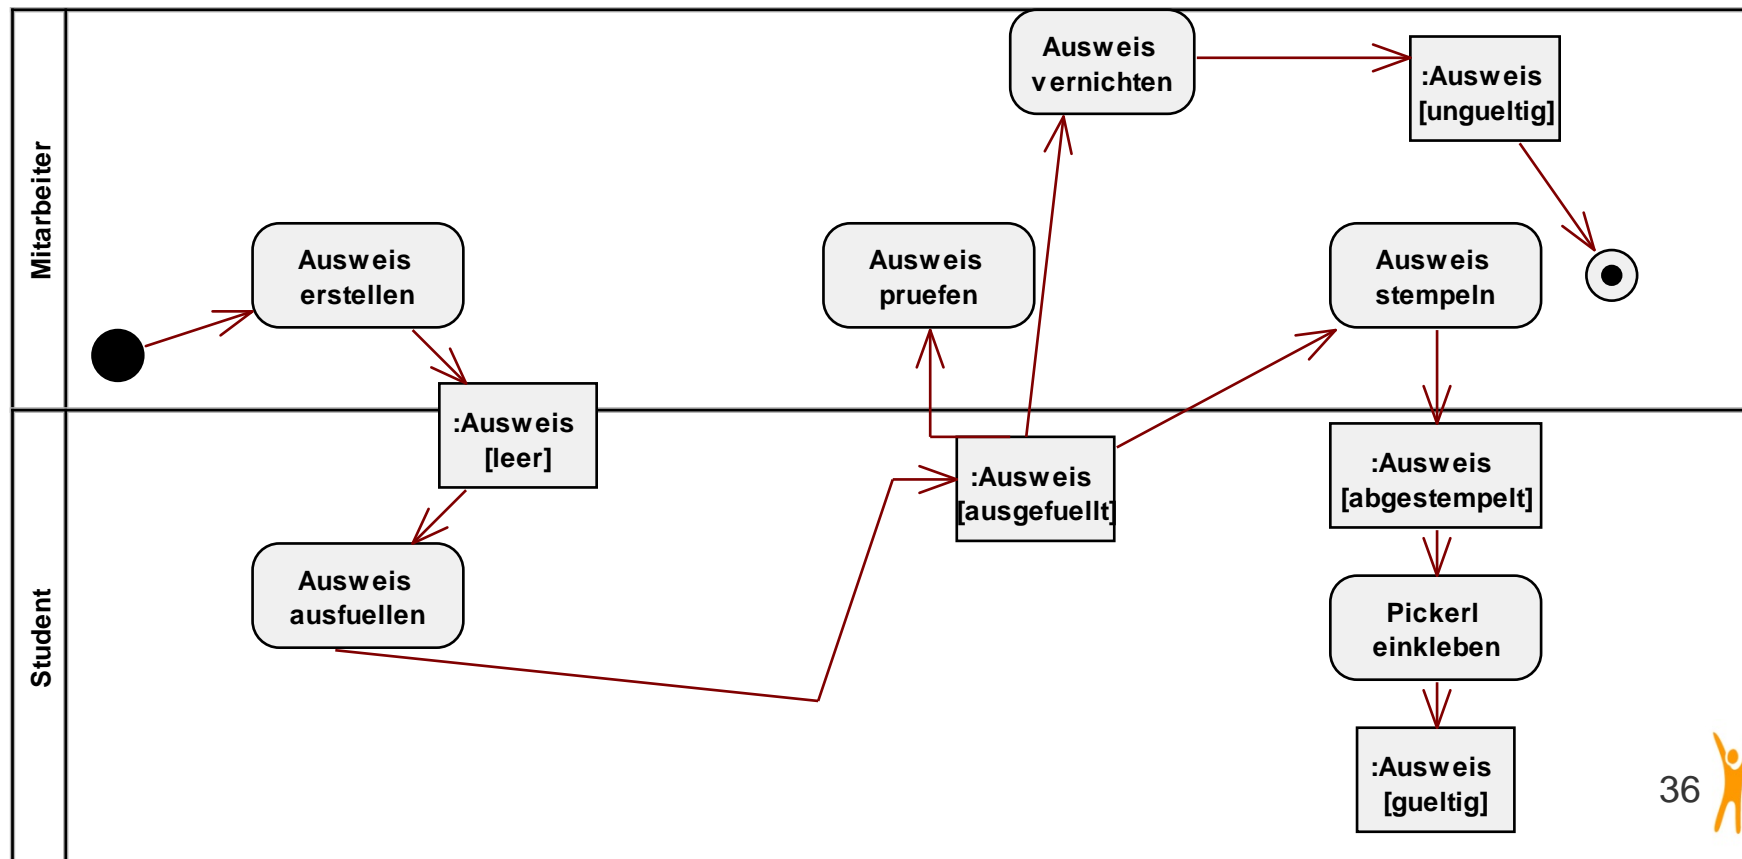 Mitarbeiter
Ausweis
vernichten
:Ausweis
[ungueltig]
Ausweis
erstellen
Ausweis
pruefen
Ausweis
stempeln
Student
:Ausweis
[leer]
:Ausweis
[ausgefuellt]
:Ausweis
[abgestempelt]
Ausweis
ausfuellen
Pickerl
einkleben
:Ausweis
[gueltig]
36